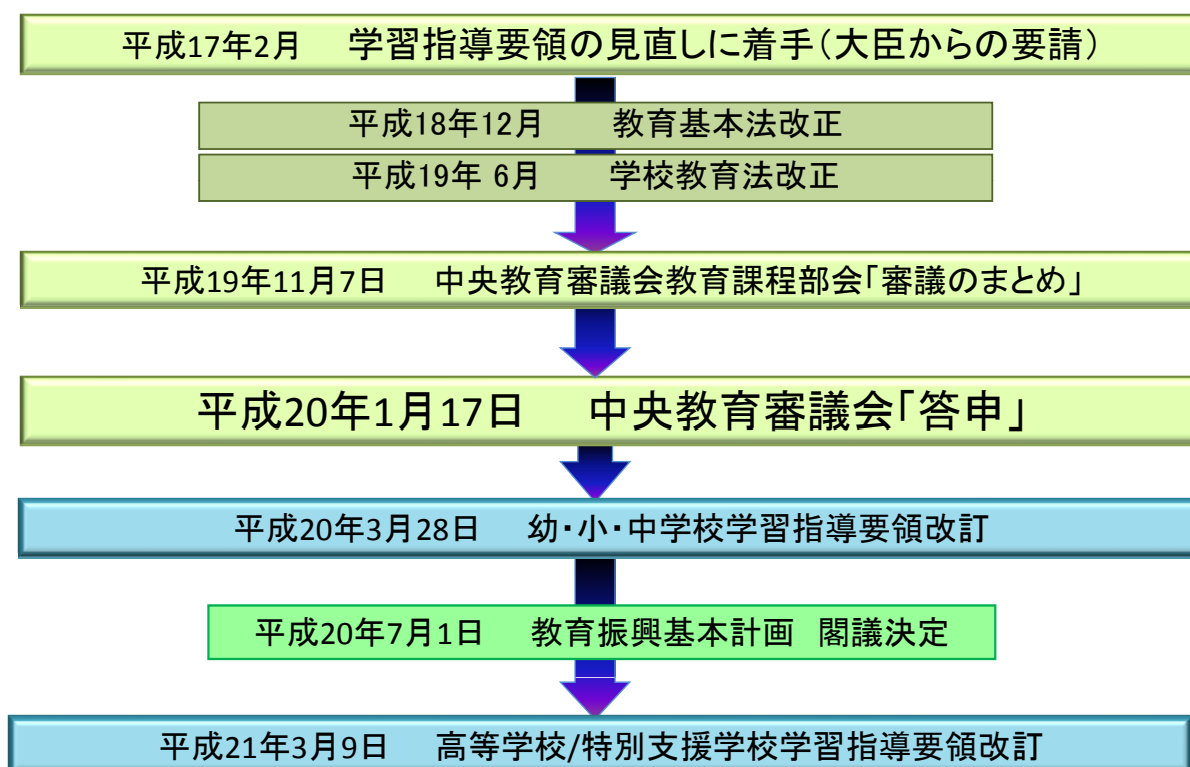 平成17年2月　学習指導要領の見直しに着手（大臣からの要請）
平成18年12月　教育基本法改正
平成19年 6月　学校教育法改正
平成19年11月7日　中央教育審議会教育課程部会「審議のまとめ」
平成20年1月17日　中央教育審議会「答申」
平成20年3月28日　幼・小・中学校学習指導要領改訂
平成20年7月1日　教育振興基本計画　閣議決定
平成21年3月9日　高等学校/特別支援学校学習指導要領改訂